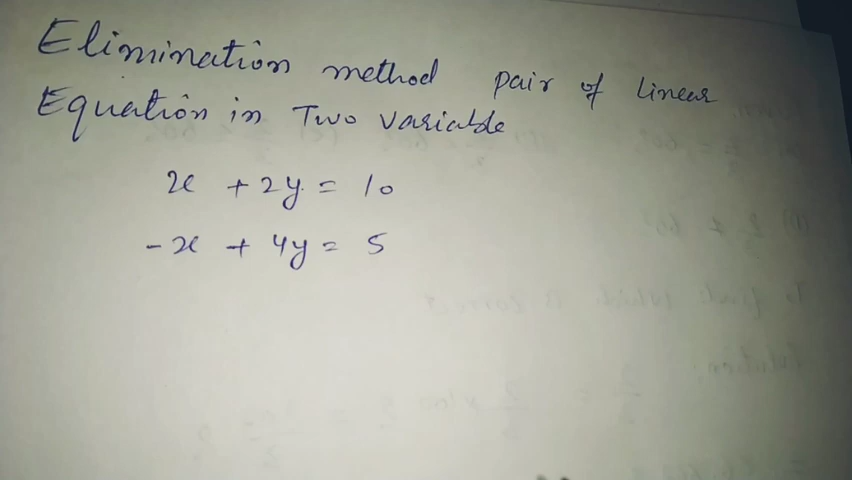 Elimination method pair of linear
Equation in Two variable
x + 2y = 10
-x + 4y = 5